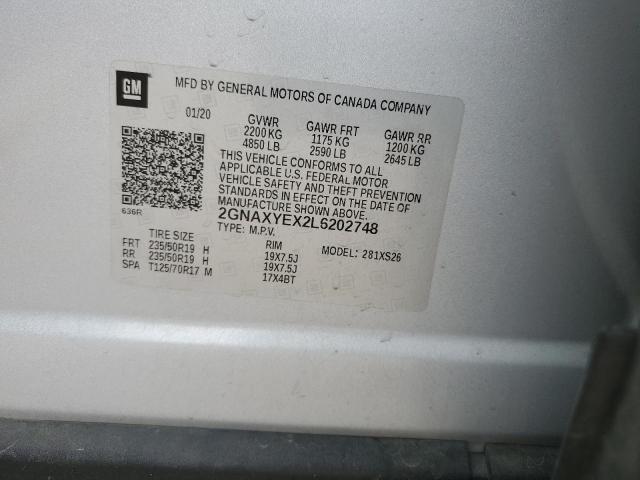 GM
MFD BY GENERAL MOTORS OF CANADA COMPANY
01/20
GVWR GAWR FRT GAWR RR
2200 KG 1175 KG 1200 KG
4850 LB 2590 LB 2645 LB
THIS VEHICLE CONFORMS TO ALL
APPLICABLE U.S. FEDERAL MOTOR
VEHICLE SAFETY AND THEFT PREVENTION
STANDARDS IN EFFECT ON THE DATE OF
MANUFACTURE SHOWN ABOVE.
636R
2GNAXYEX2L6202748
TYPE: M.P.V.
TIRE SIZE RIM MODEL: 281XS26
FRT 235/50R19 H 19X7.5J
RR 235/50R19 H 19X7.5J
SPA T125/70R17 M 17X4BT